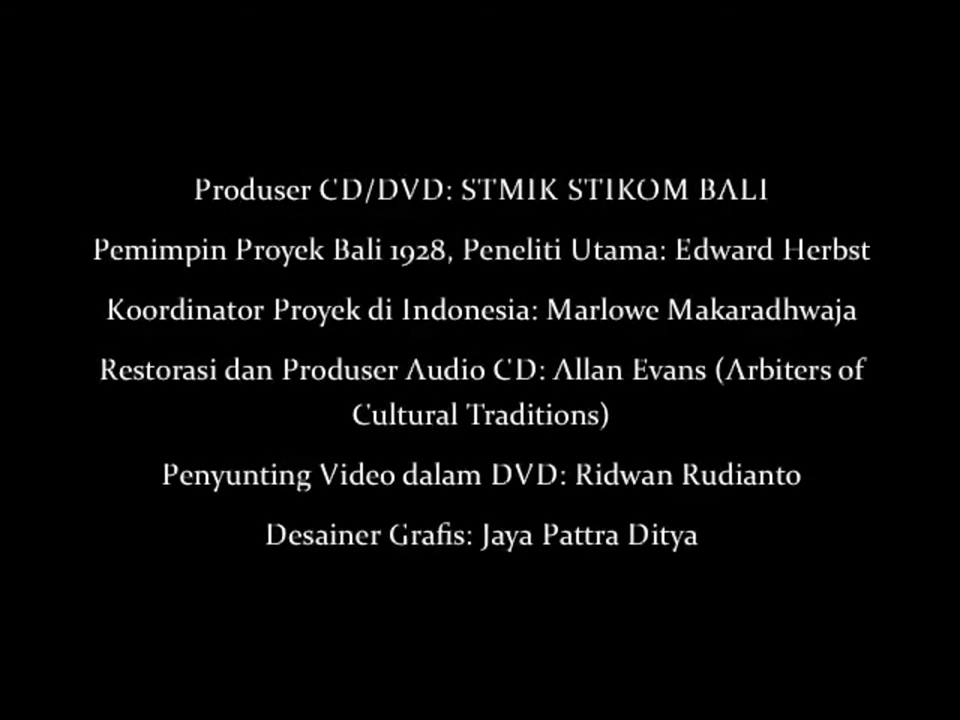 Produser CD/DVD: STMIK STIKOM BALI
Pemimpin Proyek Bali 1928, Peneliti Utama: Edward Herbst
Koordinator Proyek di Indonesia: Marlowe Makaradhwaja
Restorasi dan Produser Audio CD: Allan Evans (Arbiters of
Cultural Traditions)
Penyunting Video dalam DVD: Ridwan Rudianto
Desainer Grafis: Jaya Pattra Ditya